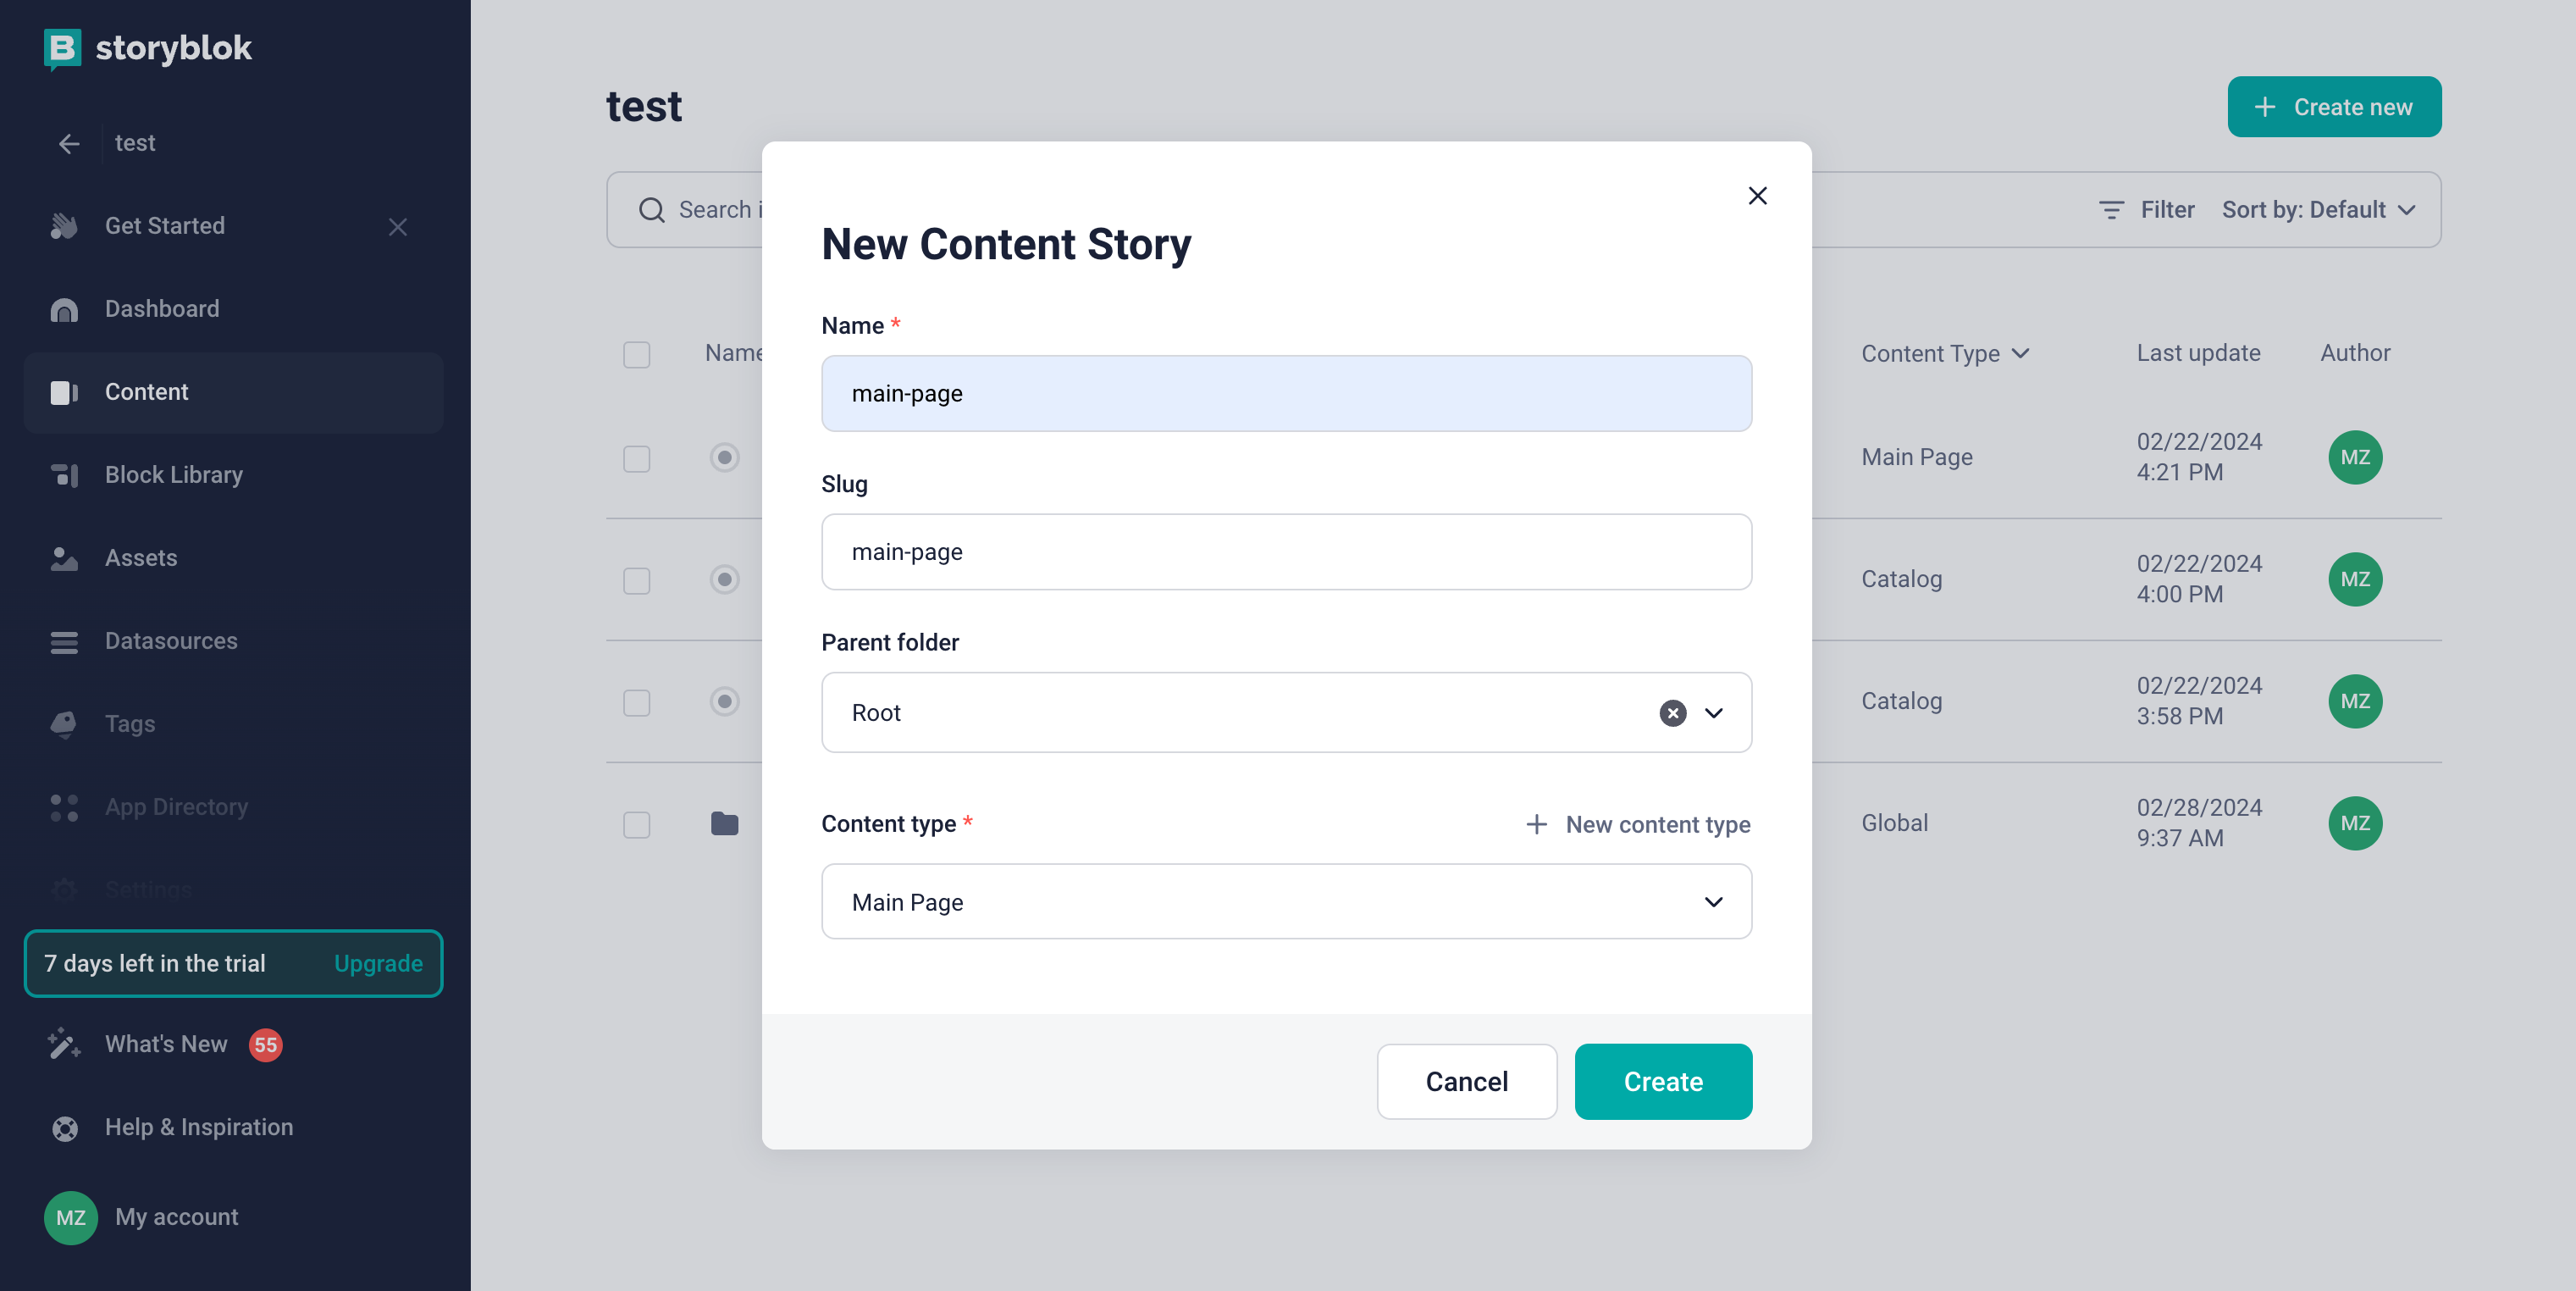 storyblok
test
Get Started
Dashboard
Content
Block Library
Assets
Datasources
Tags
App Directory
Settings
7 days left in the trial Upgrade
What's New 55
Help & Inspiration
MZ My account
test
Create new
Search i
Filter Sort by: Default
Name Content Type Last update Author
Main Page 02/22/2024 4:21 PM MZ
Catalog 02/22/2024 4:00 PM MZ
Catalog 02/22/2024 3:58 PM MZ
Global 02/28/2024 9:37 AM MZ
New Content Story
Name *
main-page
Slug
main-page
Parent folder
Root
Content type * New content type
Main Page
Cancel Create